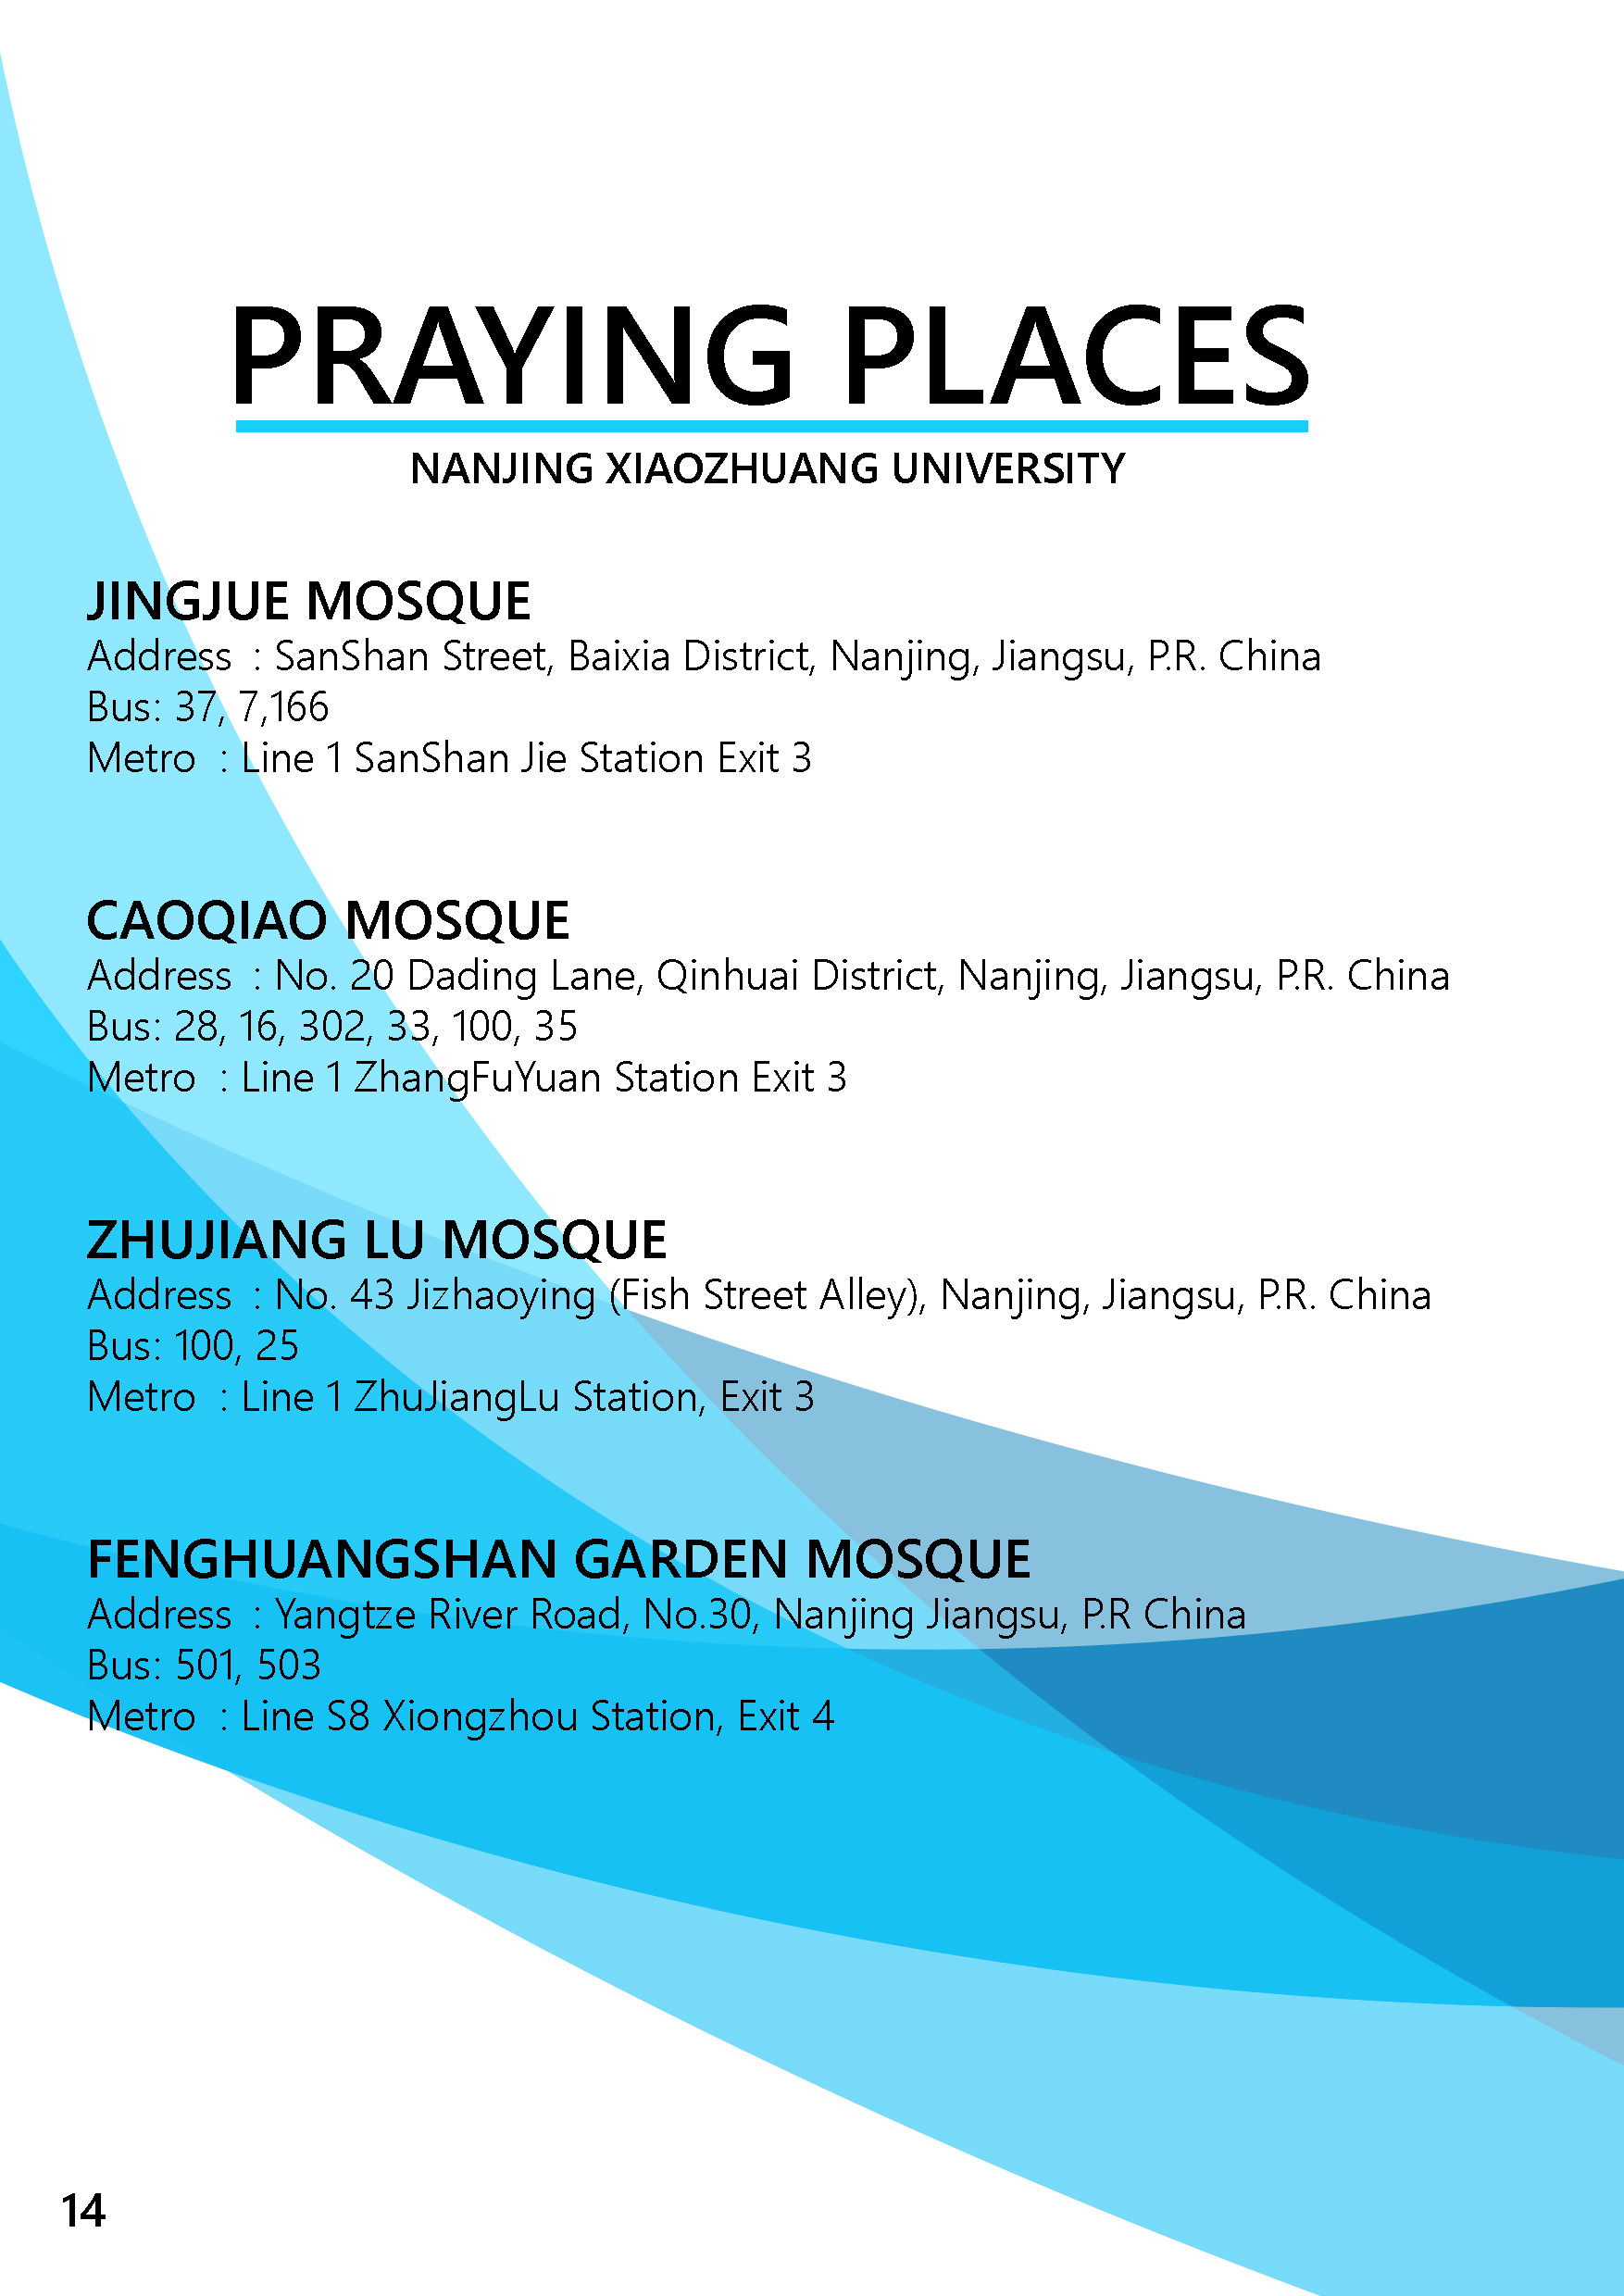 PRAYING PLACES
NANJING XIAOZHUANG UNIVERSITY
JINGJUE MOSQUE
Address : SanShan Street, Baixia District, Nanjing, Jiangsu, P.R. China
Bus: 37, 7,166
Metro : Line 1 SanShan Jie Station Exit 3
CAOQIAO MOSQUE
Address : No. 20 Dading Lane, Qinhuai District, Nanjing, Jiangsu, P.R. China
Bus: 28, 16, 302, 33, 100, 35
Metro : Line 1 ZhangFuYuan Station Exit 3
ZHUJIANG LU MOSQUE
Address : No. 43 Jizhaoying (Fish Street Alley), Nanjing, Jiangsu, P.R. China
Bus: 100, 25
Metro : Line 1 ZhuJiangLu Station, Exit 3
FENGHUANGSHAN GARDEN MOSQUE
Address : Yangtze River Road, No.30, Nanjing Jiangsu, P.R China
Bus: 501, 503
Metro : Line S8 Xiongzhou Station, Exit 4
14